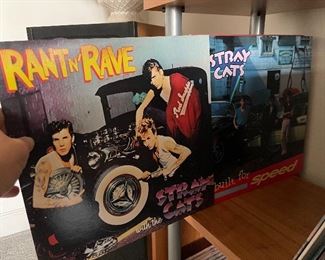 RANT N' RAVE
with the
STRAY
CATS
STRAY
CATS
Built for
speed